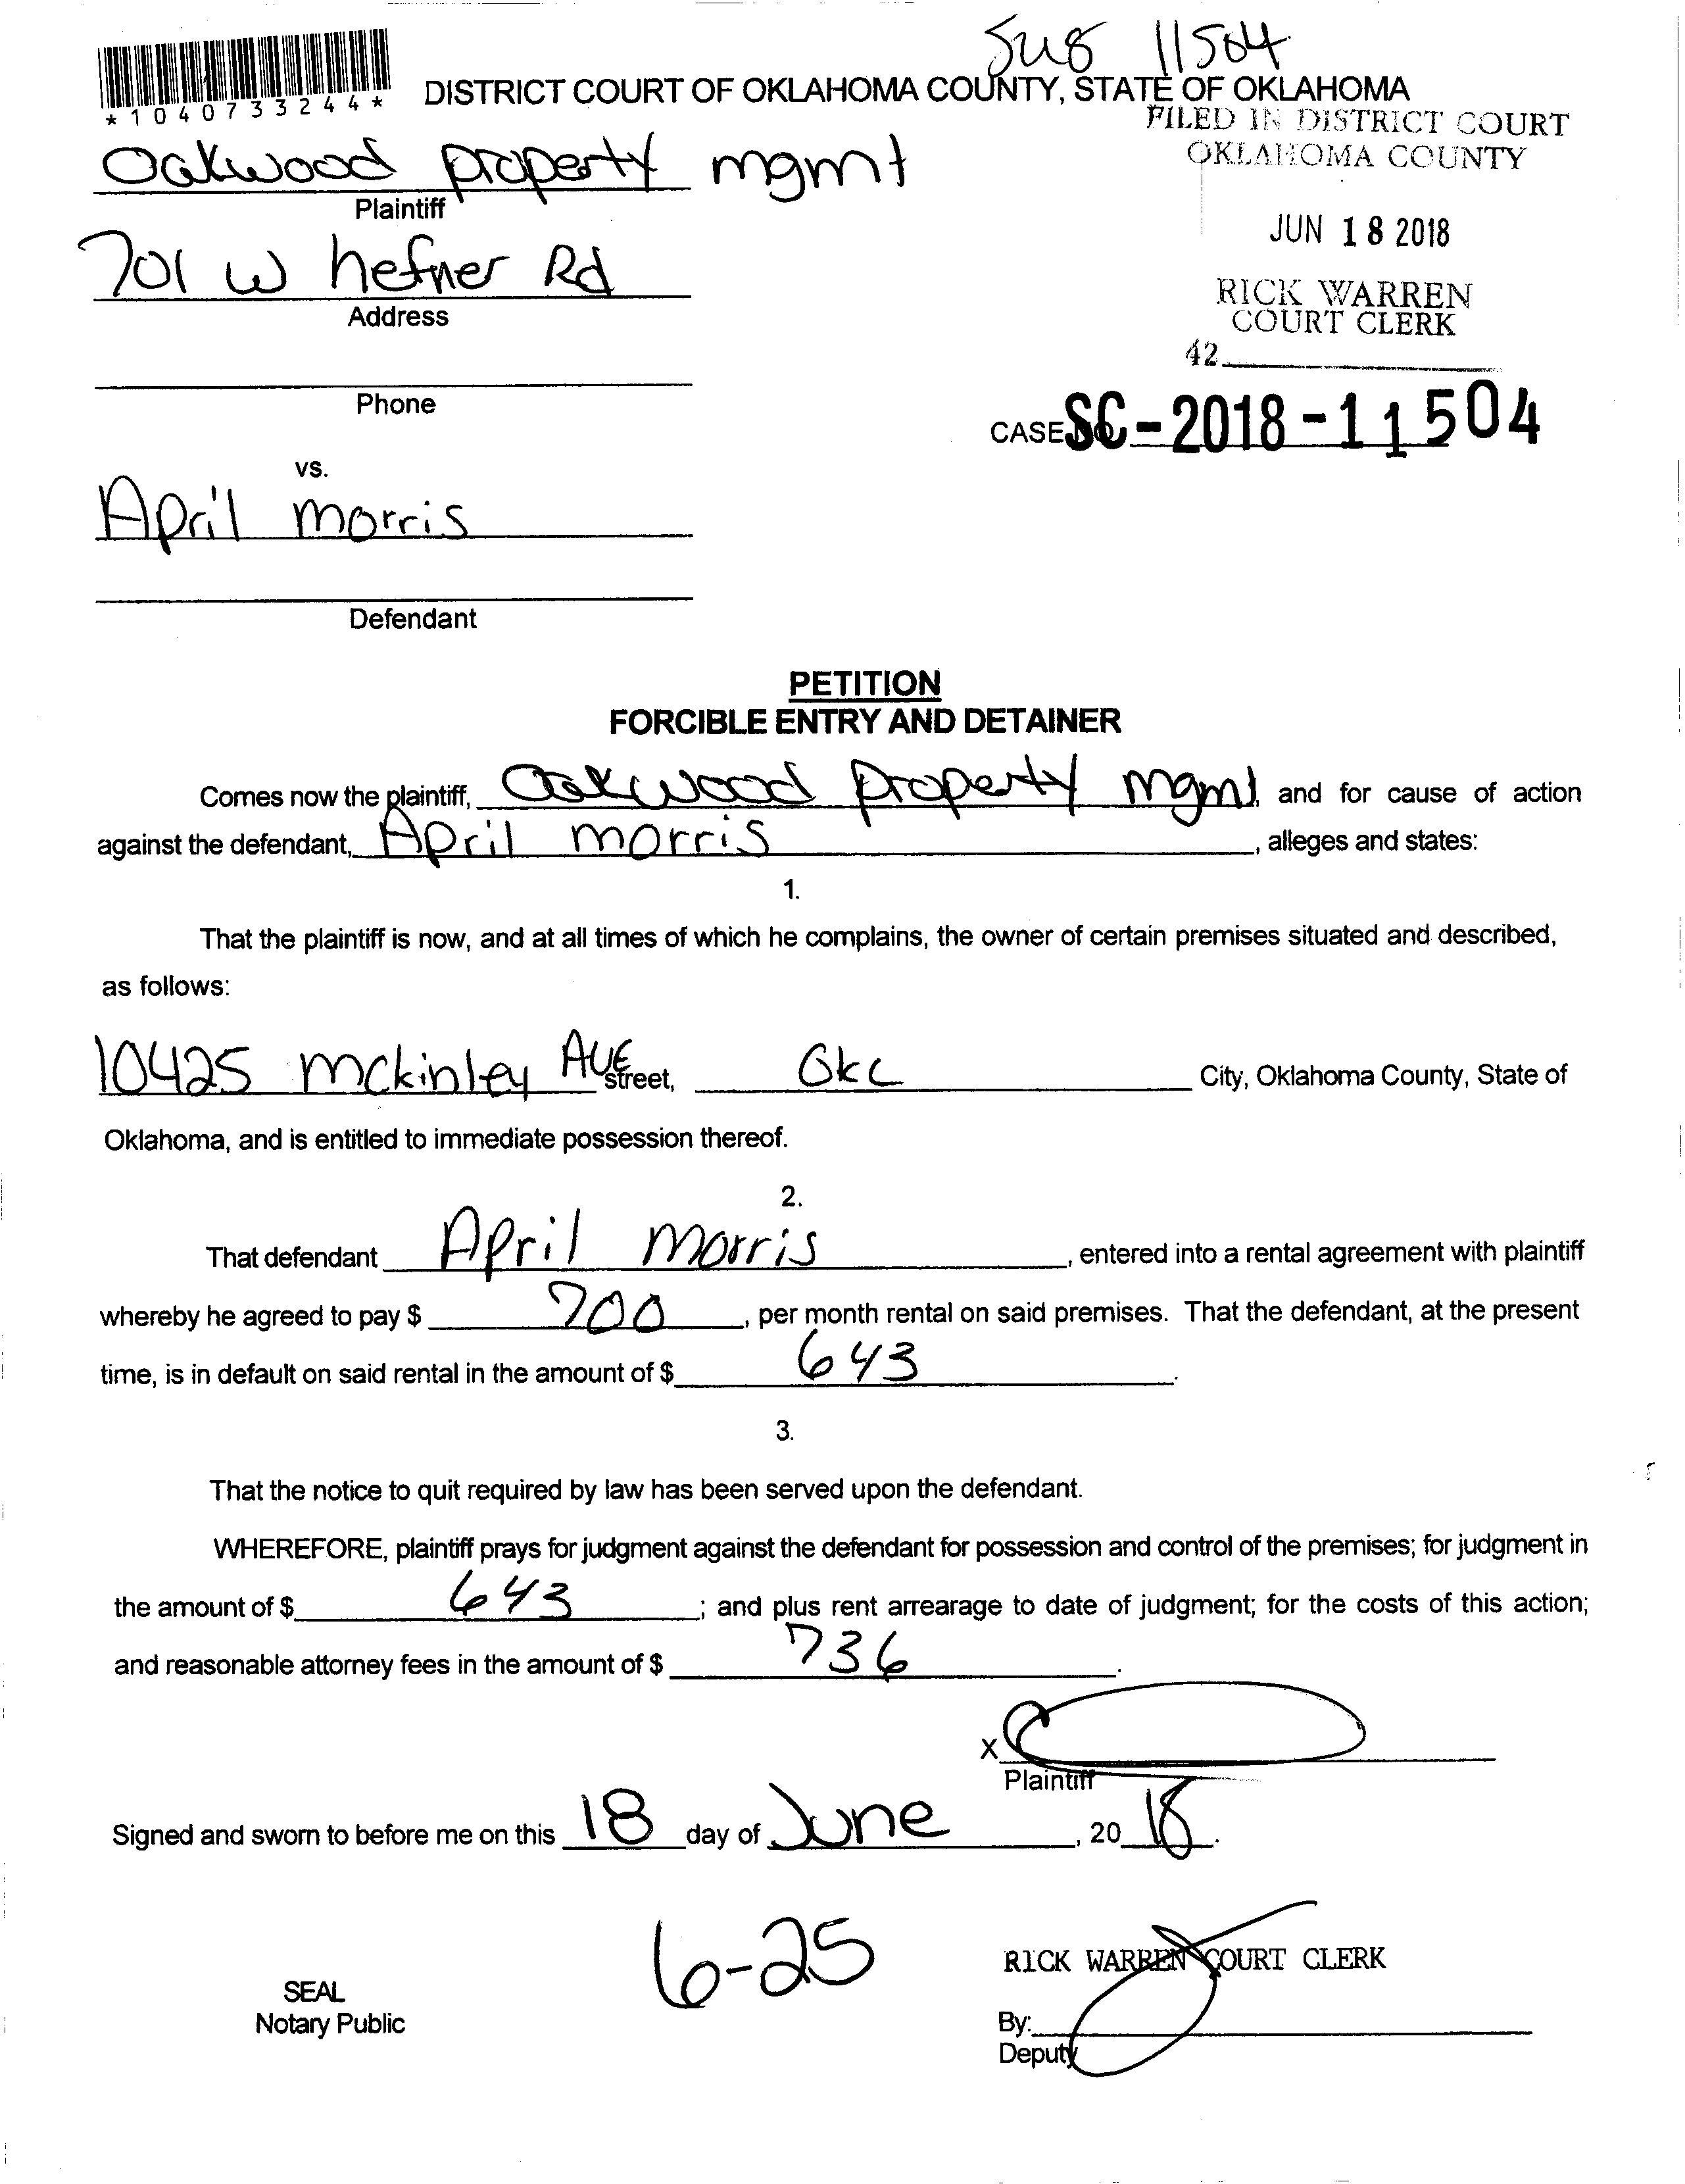 Sug 11504
*1040733244*
DISTRICT COURT OF OKLAHOMA COUNTY, STATE OF OKLAHOMA
FILED IN DISTRICT COURT
OKLAHOMA COUNTY
JUN 18 2018
RICK WARREN
COURT CLERK
42
Oakwood property mgmt
Plaintiff
701 W hefner Rd
Address
Phone
CASE NO. SC-2018-11504
vs.
April morris
Defendant
PETITION
FORCIBLE ENTRY AND DETAINER
Comes now the plaintiff, Oakwood property mgmt, and for cause of action
against the defendant, April morris, alleges and states:
1.
That the plaintiff is now, and at all times of which he complains, the owner of certain premises situated and described,
as follows:
10425 mckinley AVE Street, Okc City, Oklahoma County, State of
Oklahoma, and is entitled to immediate possession thereof.
2.
That defendant April morris, entered into a rental agreement with plaintiff
whereby he agreed to pay $ 700, per month rental on said premises. That the defendant, at the present
time, is in default on said rental in the amount of $ 643.
3.
That the notice to quit required by law has been served upon the defendant.
WHEREFORE, plaintiff prays for judgment against the defendant for possession and control of the premises; for judgment in
the amount of $ 643; and plus rent arrearage to date of judgment; for the costs of this action;
and reasonable attorney fees in the amount of $ 736.
X
Plaintiff
Signed and sworn to before me on this 18 day of June, 20 18.
6-25
RICK WARREN COURT CLERK
SEAL
Notary Public
By:
Deputy